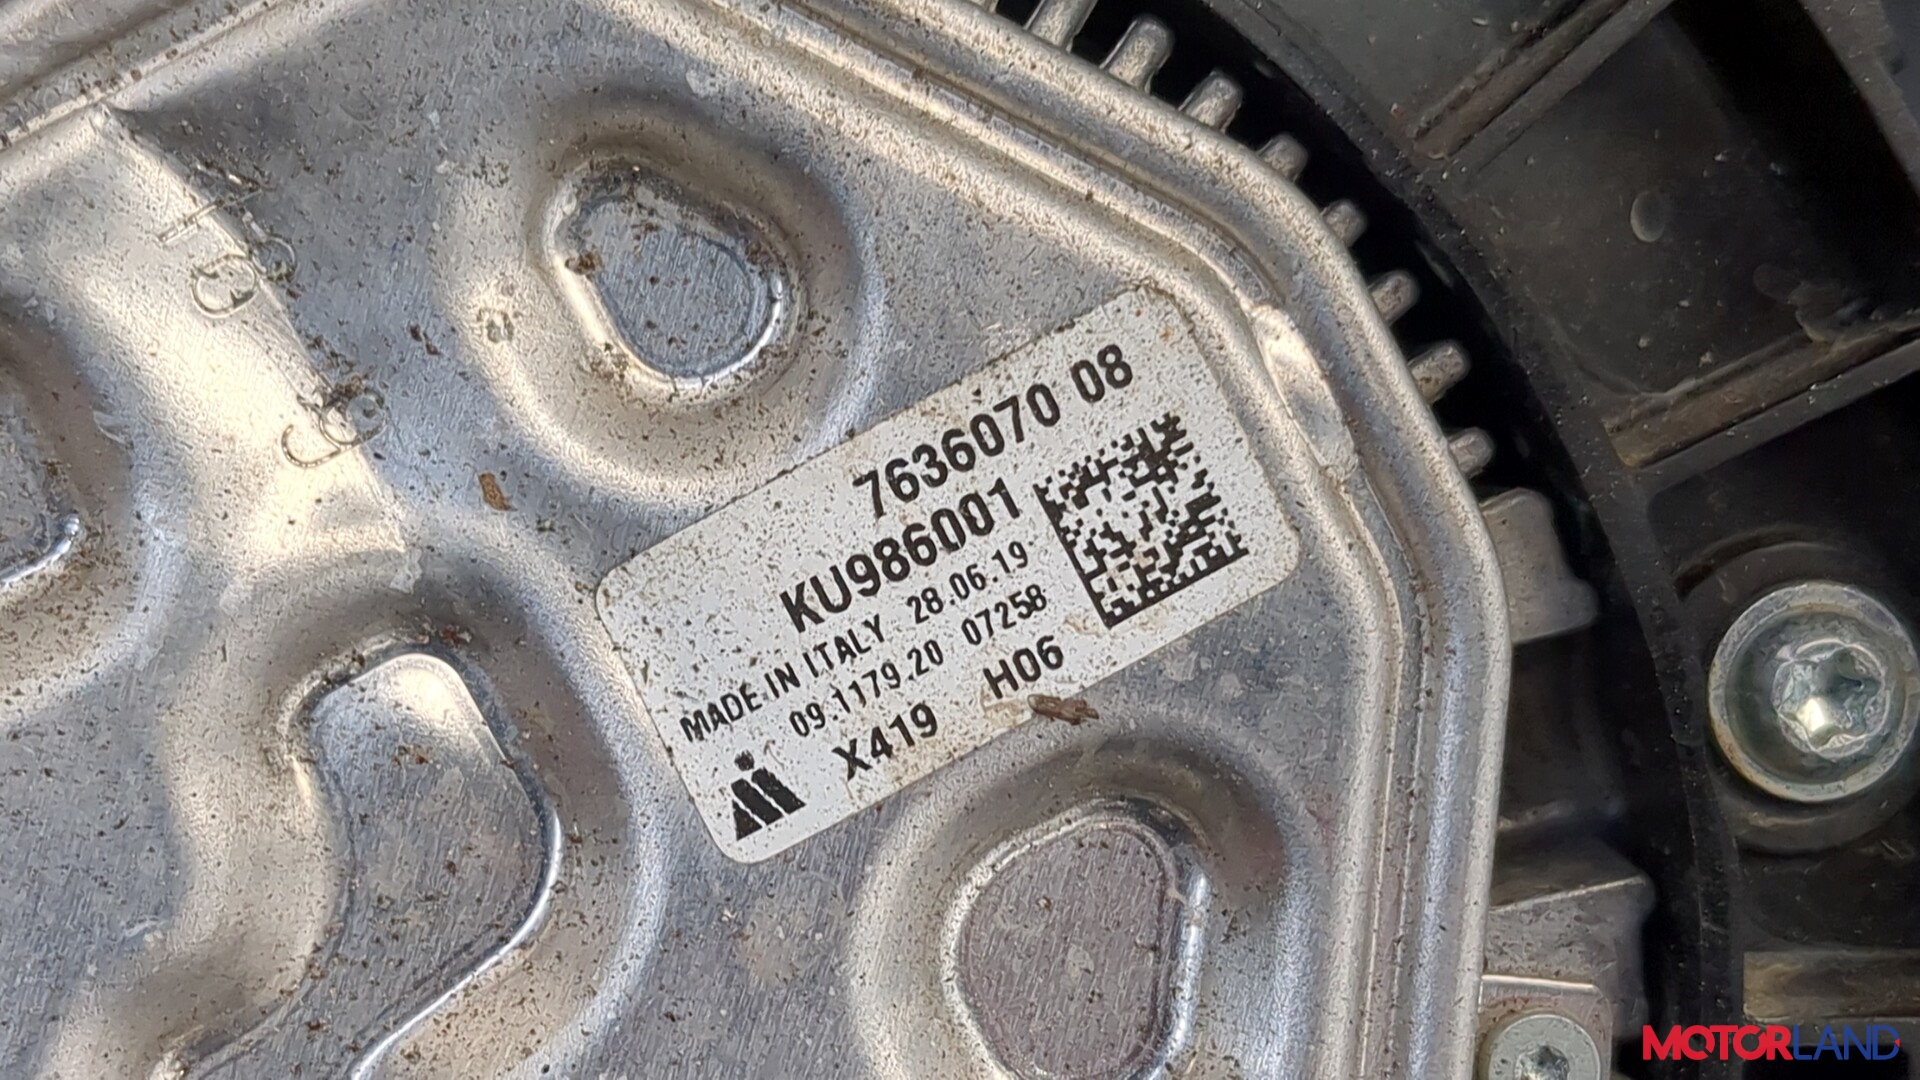 7636070 08
KU986001
MADE IN ITALY 28.06.19
09.1179.20 07258
X419 H06
MOTORLAND